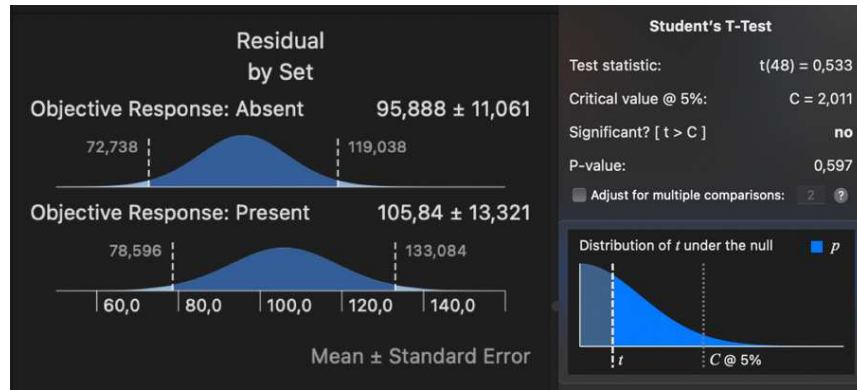 Residual
by Set
Objective Response: Absent 95,888 ± 11,061
72,738 119,038
Objective Response: Present 105,84 ± 13,321
78,596 133,084
60,0 80,0 100,0 120,0 140,0
Mean ± Standard Error
Student's T-Test
Test statistic: t(48) = 0,533
Critical value @ 5%: C = 2,011
Significant? [ t > C ] no
P-value: 0,597
Adjust for multiple comparisons: 2 ?
Distribution of t under the null p
t C @ 5%